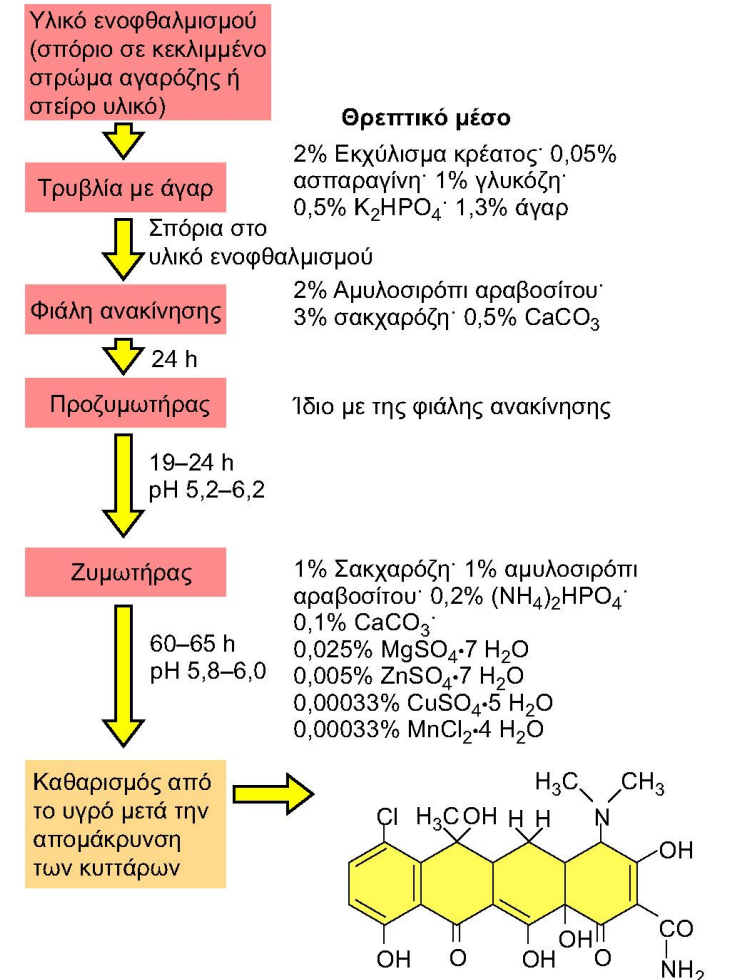 Υλικό ενοφθαλμισμού
(σπόριο σε κεκλιμμένο
στρώμα αγαρόζης ή
στείρο υλικό)
Θρεπτικό μέσο
Τρυβλία με άγαρ
2% Εκχύλισμα κρέατος· 0,05%
ασπαραγίνη· 1% γλυκόζη·
0,5% K₂HPO₄· 1,3% άγαρ
Σπόρια στο
υλικό ενοφθαλμισμού
Φιάλη ανακίνησης
2% Αμυλοσιρόπι αραβοσίτου·
3% σακχαρόζη· 0,5% CaCO₃
24 h
Προζυμωτήρας
Ίδιο με της φιάλης ανακίνησης
19–24 h
pH 5,2–6,2
Ζυμωτήρας
1% Σακχαρόζη· 1% αμυλοσιρόπι
αραβοσίτου· 0,2% (NH₄)₂HPO₄·
0,1% CaCO₃·
0,025% MgSO₄•7 H₂O
0,005% ZnSO₄•7 H₂O
0,00033% CuSO₄•5 H₂O
0,00033% MnCl₂•4 H₂O
60–65 h
pH 5,8–6,0
Καθαρισμός από
το υγρό μετά την
απομάκρυνση
των κυττάρων
H₃C CH₃
Cl H₃COH H H N
OH
OH CO
OH O OH O
NH₂